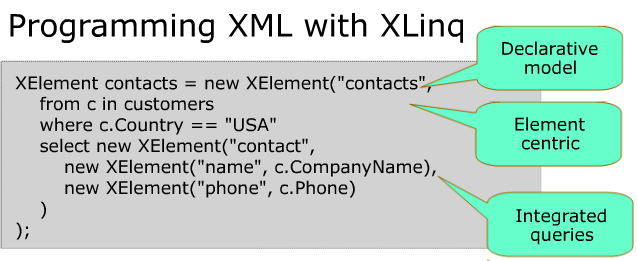 Programming XML with XLinq
Declarative
model
XElement contacts = new XElement("contacts",
from c in customers
where c.Country == "USA"
select new XElement("contact",
new XElement("name", c.CompanyName),
new XElement("phone", c.Phone)
)
);
Element
centric
Integrated
queries